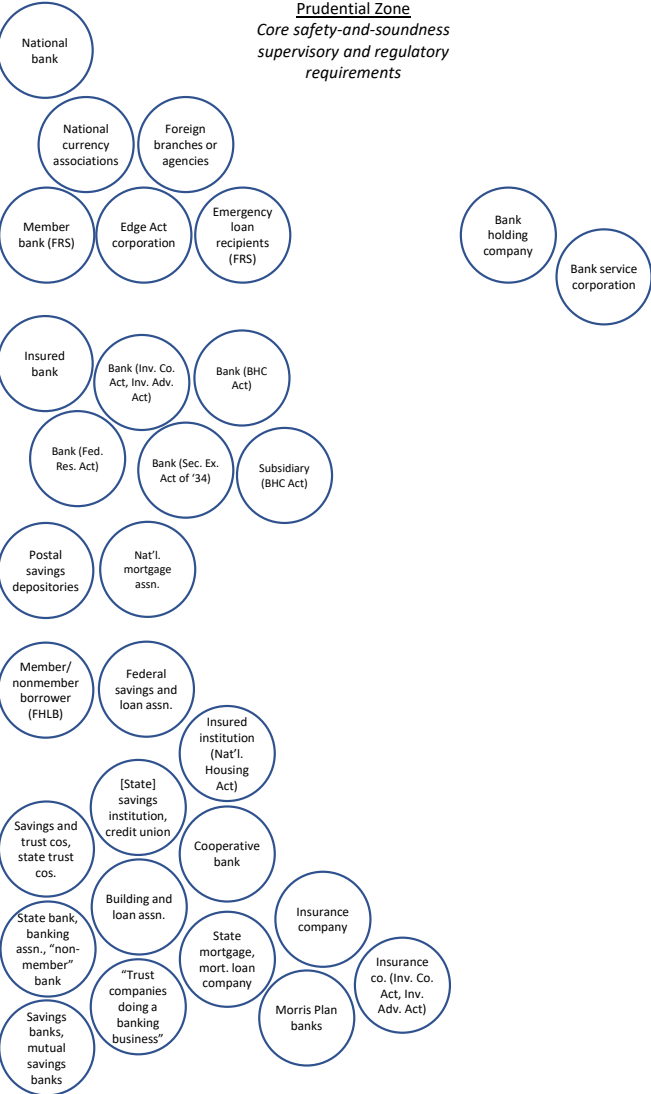 Prudential Zone
Core safety-and-soundness
supervisory and regulatory
requirements
National
bank
National
currency
associations
Foreign
branches or
agencies
Member
bank (FRS)
Edge Act
corporation
Emergency
loan
recipients
(FRS)
Bank
holding
company
Bank service
corporation
Insured
bank
Bank (Inv. Co.
Act, Inv. Adv.
Act)
Bank (BHC
Act)
Bank (Fed.
Res. Act)
Bank (Sec. Ex.
Act of ‘34)
Subsidiary
(BHC Act)
Postal
savings
depositories
Nat’l.
mortgage
assn.
Member/
nonmember
borrower
(FHLB)
Federal
savings and
loan assn.
Insured
institution
(Nat’l.
Housing
Act)
[State]
savings
institution,
credit union
Savings and
trust cos,
state trust
cos.
Cooperative
bank
Building and
loan assn.
Insurance
company
State bank,
banking
assn., “non-
member”
bank
State
mortgage,
mort. loan
company
Insurance
co. (Inv. Co.
Act, Inv.
Adv. Act)
“Trust
companies
doing a
banking
business”
Morris Plan
banks
Savings
banks,
mutual
savings
banks